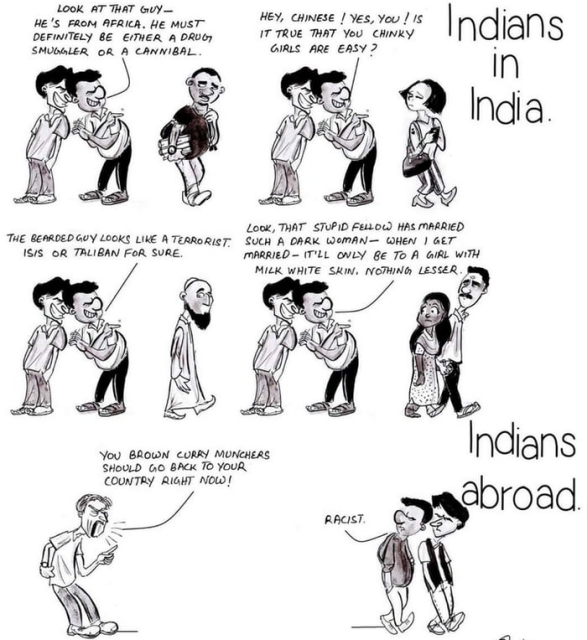 LOOK AT THAT GUY—
HE'S FROM AFRICA. HE MUST
DEFINITELY BE EITHER A DRUG
SMUGGLER OR A CANNIBAL.
HEY, CHINESE! YES, YOU! IS
IT TRUE THAT YOU CHINKY
GIRLS ARE EASY?
Indians
in
India.
THE BEARDED GUY LOOKS LIKE A TERRORIST.
ISIS OR TALIBAN FOR SURE.
LOOK, THAT STUPID FELLOW HAS MARRIED
SUCH A DARK WOMAN— WHEN I GET
MARRIED— IT'LL ONLY BE TO A GIRL WITH
MILK WHITE SKIN. NOTHING LESSER.
Indians
abroad.
YOU BROWN CURRY MUNCHERS
SHOULD GO BACK TO YOUR
COUNTRY RIGHT NOW!
RACIST.